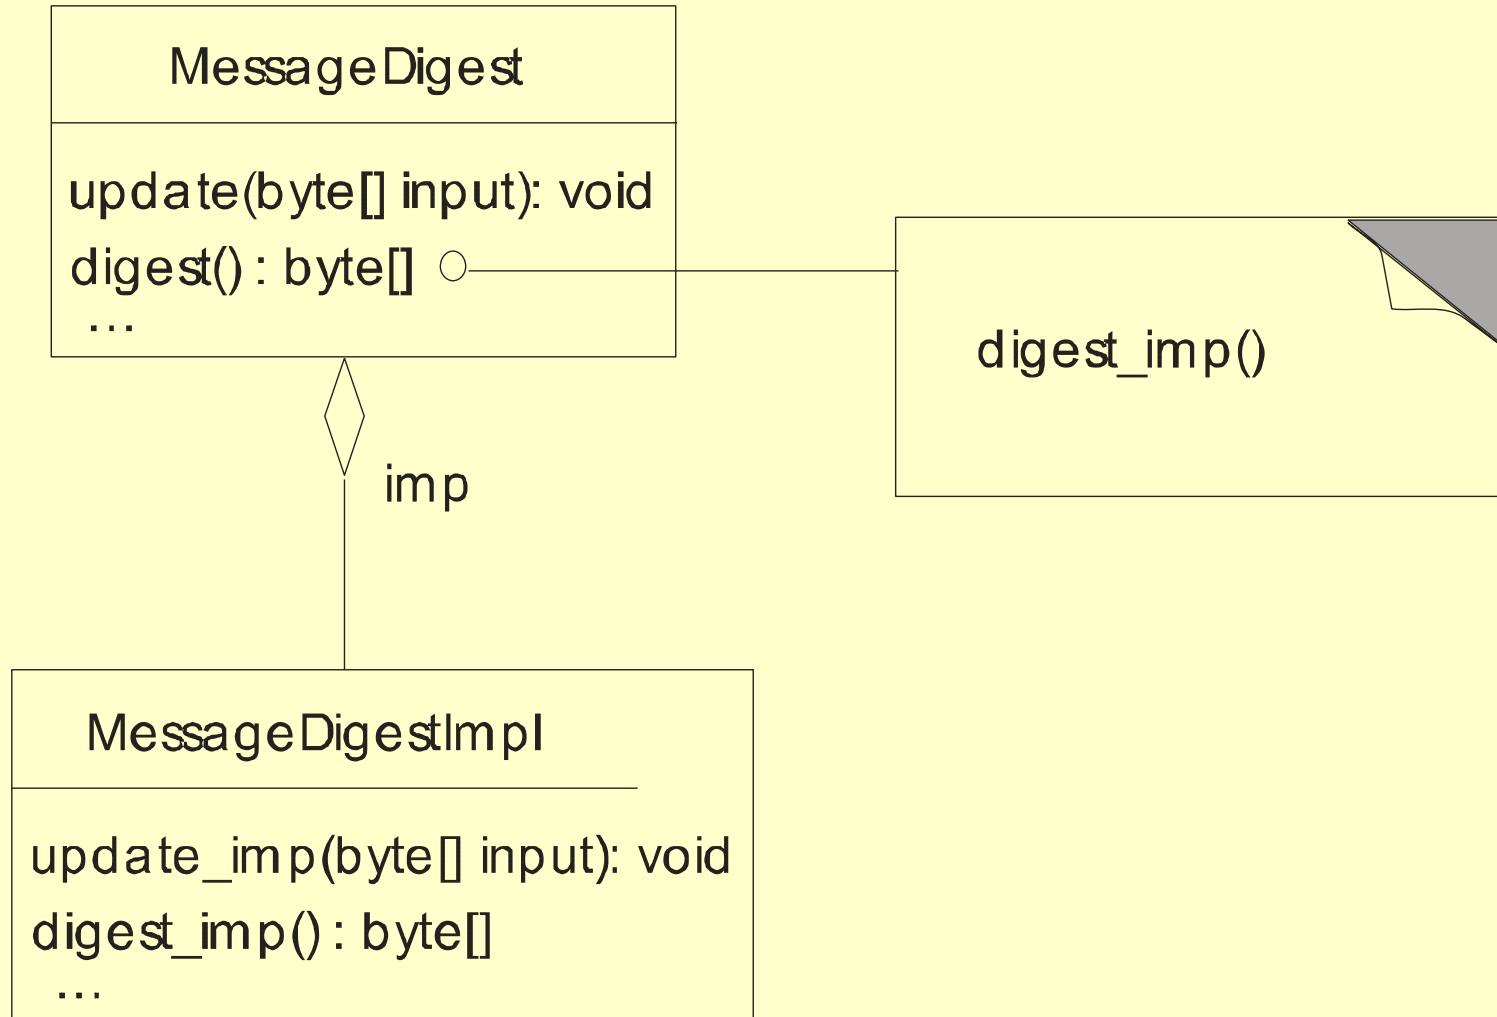 MessageDigest
update(byte[] input): void
digest() : byte[]
...
digest_imp()
imp
MessageDigestImpl
update_imp(byte[] input): void
digest_imp() : byte[]
...